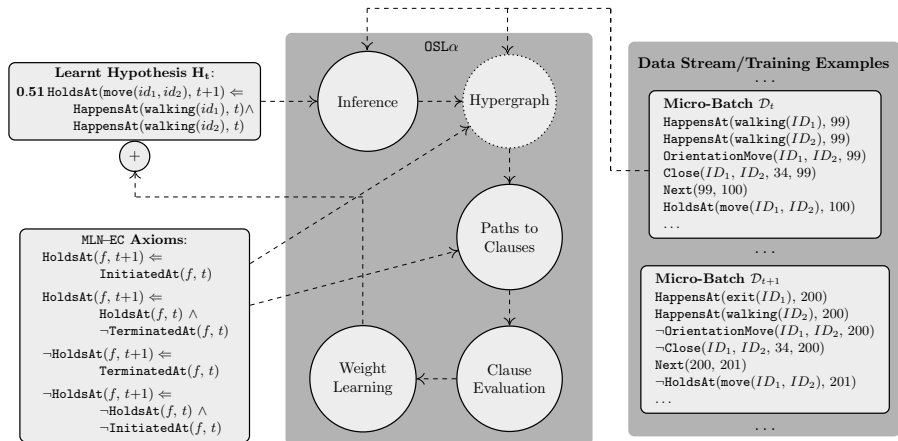 OSLα
Learnt Hypothesis Hₜ:
0.51 HoldsAt(move(id₁, id₂), t+1) ⇐
HappensAt(walking(id₁), t)∧
HappensAt(walking(id₂), t)
+
MLN–EC Axioms:
HoldsAt(f, t+1) ⇐
InitiatedAt(f, t)
HoldsAt(f, t+1) ⇐
HoldsAt(f, t) ∧
¬TerminatedAt(f, t)
¬HoldsAt(f, t+1) ⇐
TerminatedAt(f, t)
¬HoldsAt(f, t+1) ⇐
¬HoldsAt(f, t) ∧
¬InitiatedAt(f, t)
Inference
Hypergraph
Paths to
Clauses
Clause
Evaluation
Weight
Learning
Data Stream/Training Examples
...
Micro-Batch 𝒟ₜ
HappensAt(walking(ID₁), 99)
HappensAt(walking(ID₂), 99)
OrientationMove(ID₁, ID₂, 99)
Close(ID₁, ID₂, 34, 99)
Next(99, 100)
HoldsAt(move(ID₁, ID₂), 100)
...
...
Micro-Batch 𝒟ₜ₊₁
HappensAt(exit(ID₁), 200)
HappensAt(walking(ID₂), 200)
¬OrientationMove(ID₁, ID₂, 200)
¬Close(ID₁, ID₂, 34, 200)
Next(200, 201)
¬HoldsAt(move(ID₁, ID₂), 201)
...
...